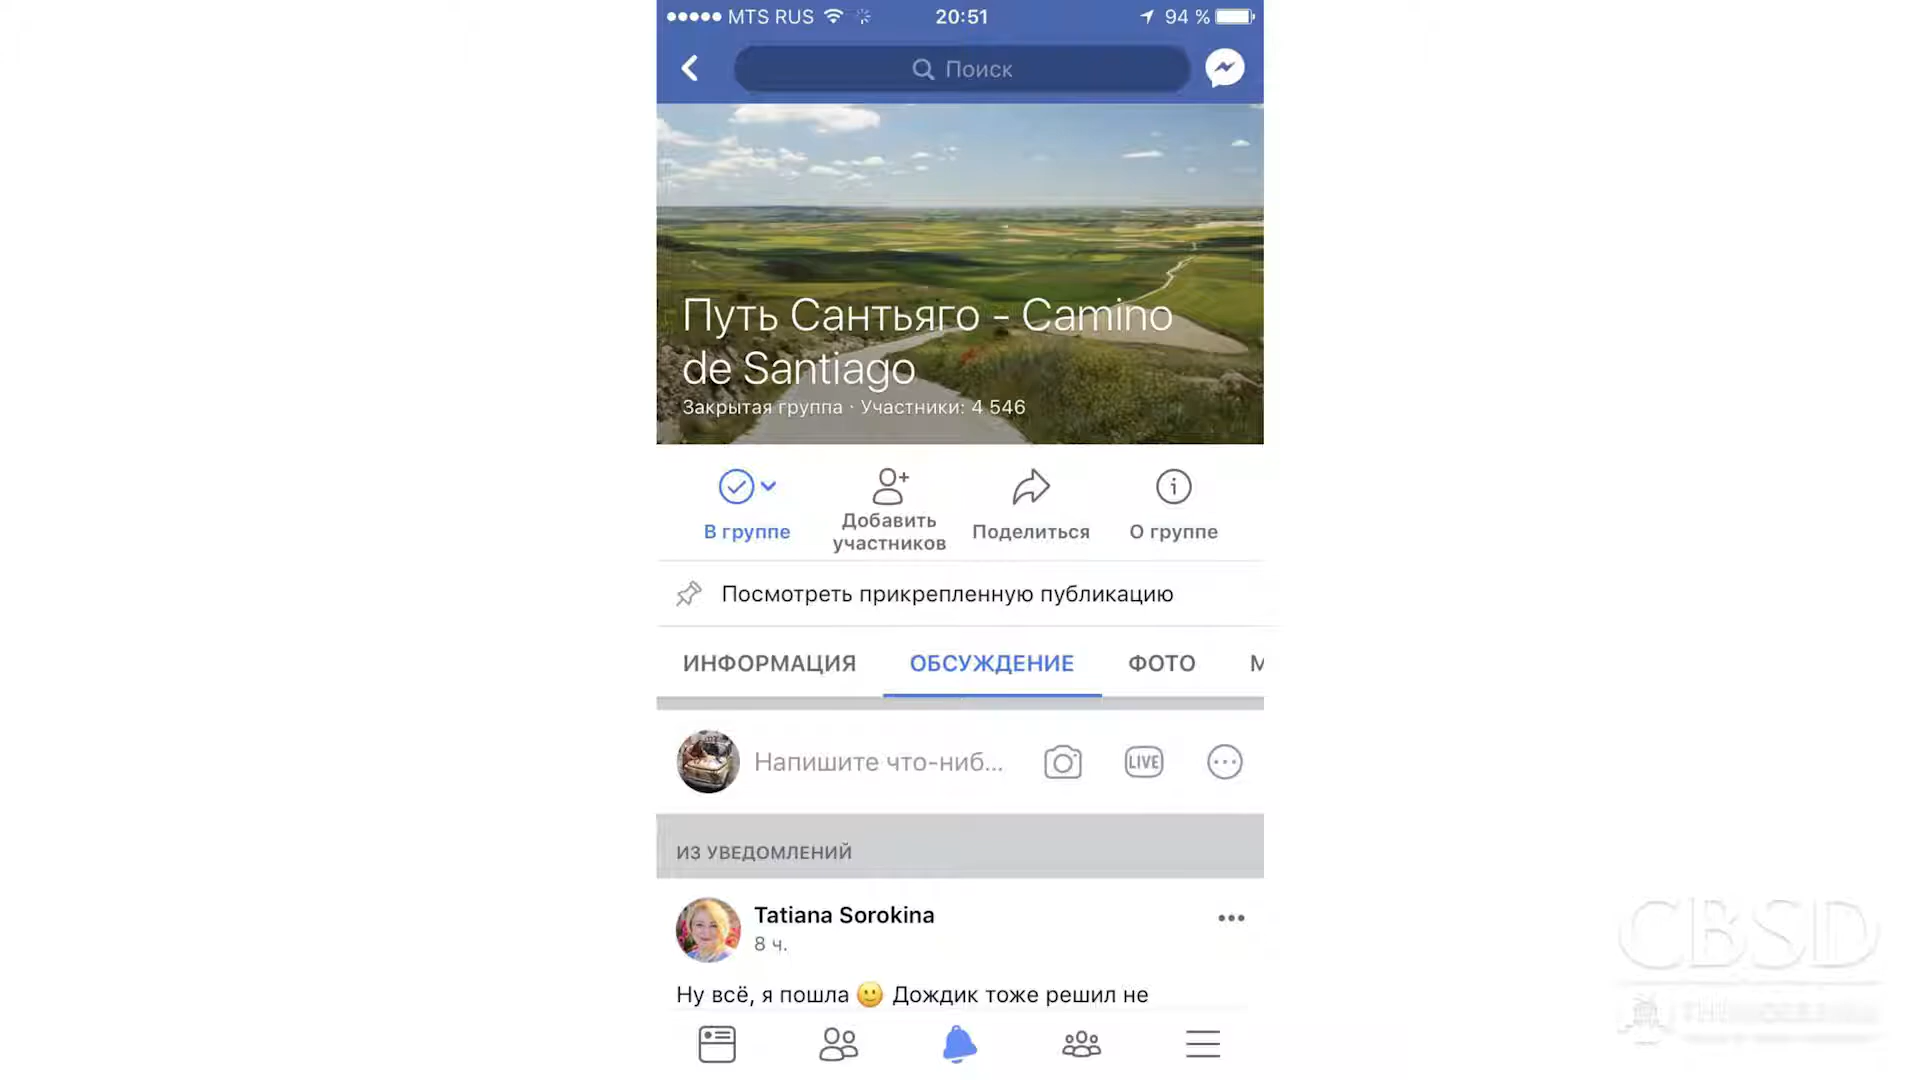 MTS RUS 20:51 94 %
Поиск
Путь Сантьяго - Camino
de Santiago
Закрытая группа · Участники: 4 546
В группе
Добавить
участников
Поделиться
О группе
Посмотреть прикрепленную публикацию
ИНФОРМАЦИЯ ОБСУЖДЕНИЕ ФОТО М
Напишите что-ниб... LIVE
ИЗ УВЕДОМЛЕНИЙ
Tatiana Sorokina
8 ч.
Ну всё, я пошла 🙂 Дождик тоже решил не
CBSD